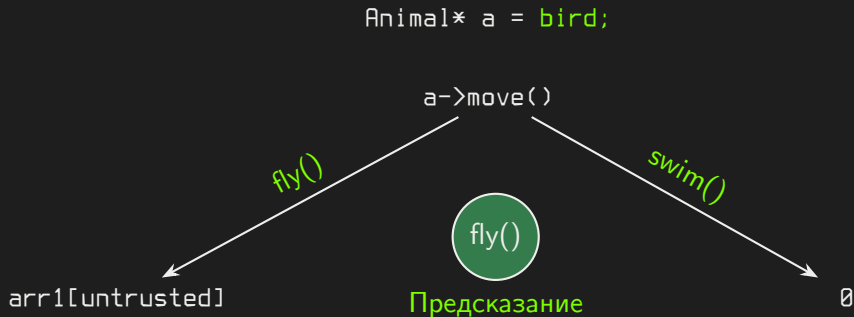 Animal* a = bird;
a->move()
fly()
swim()
fly()
arr1[untrusted]
Предсказание
0